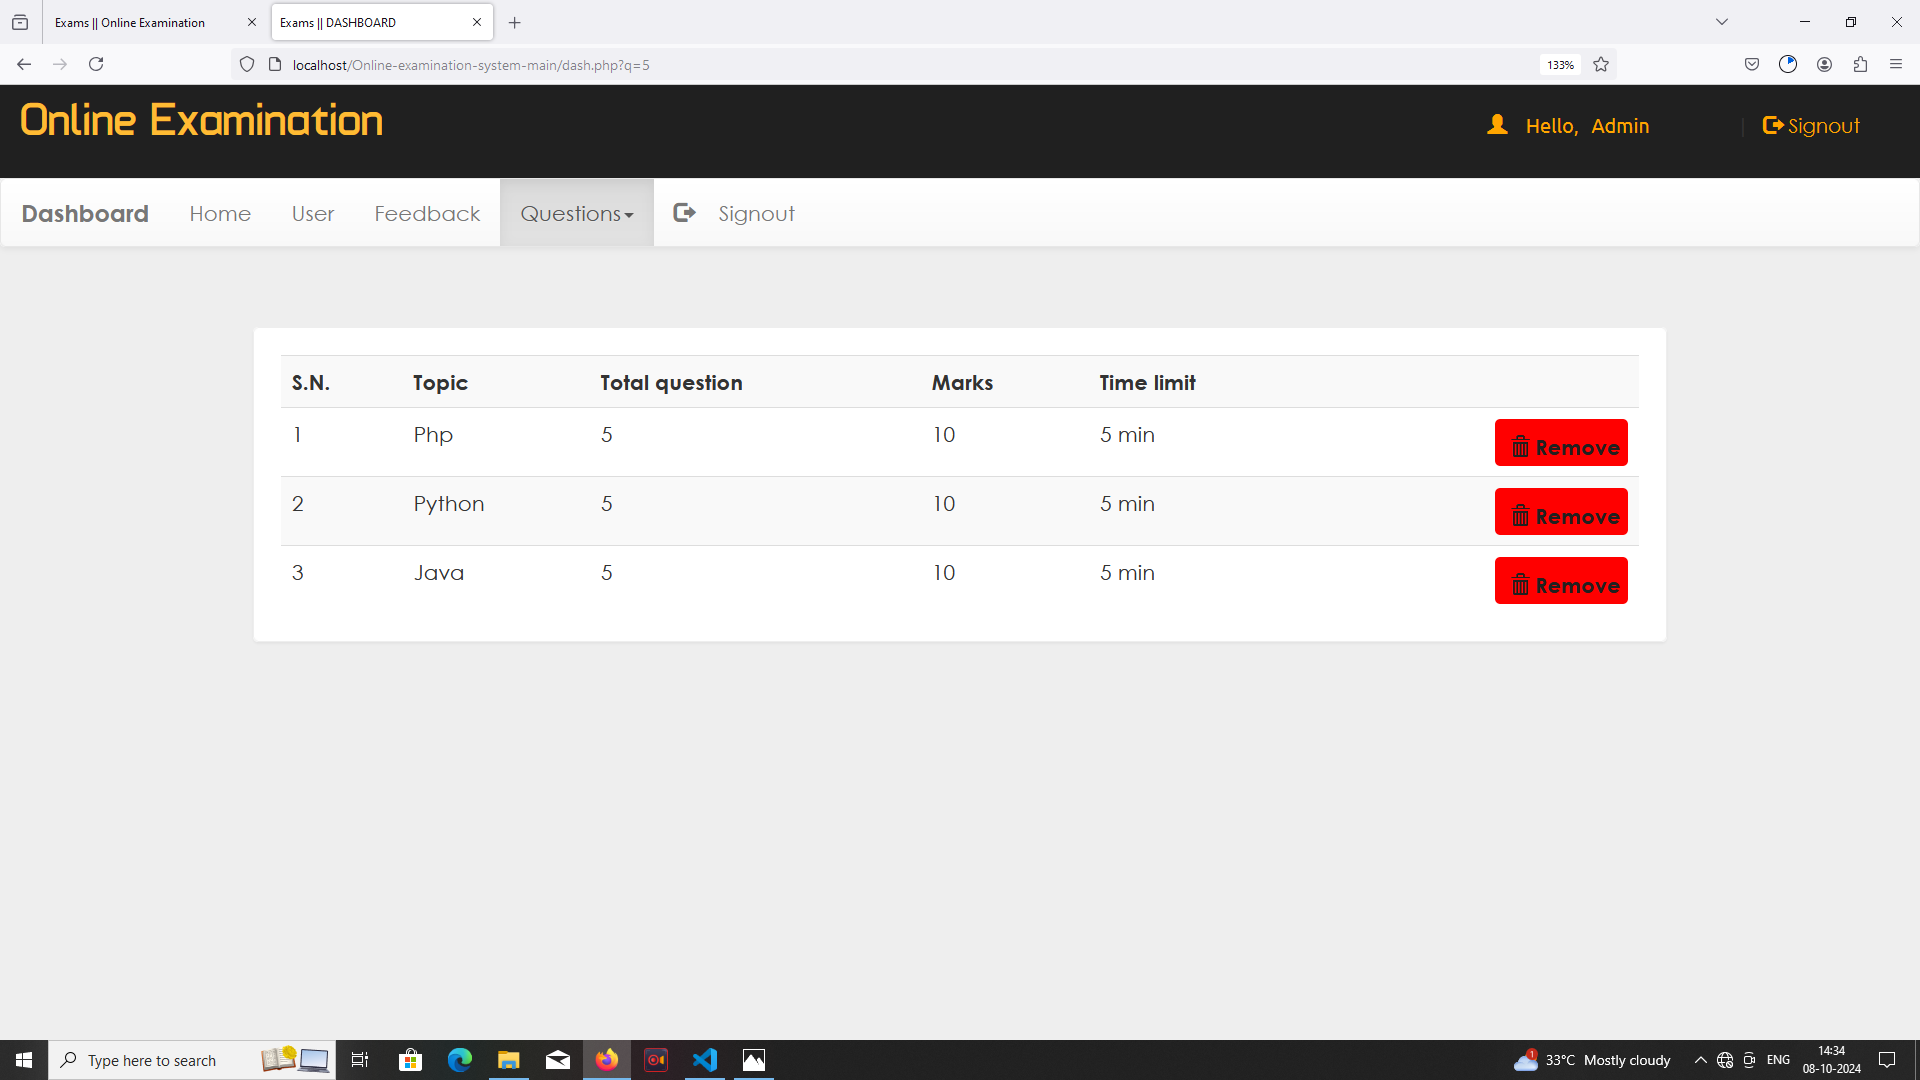 Exams || Online Examination
Exams || DASHBOARD
localhost/Online-examination-system-main/dash.php?q=5
133%
Online Examination
Hello, Admin
| Signout
Dashboard Home User Feedback Questions Signout
S.N. Topic Total question Marks Time limit
1 Php 5 10 5 min Remove
2 Python 5 10 5 min Remove
3 Java 5 10 5 min Remove
Type here to search
1
33°C Mostly cloudy
ENG
14:34
08-10-2024